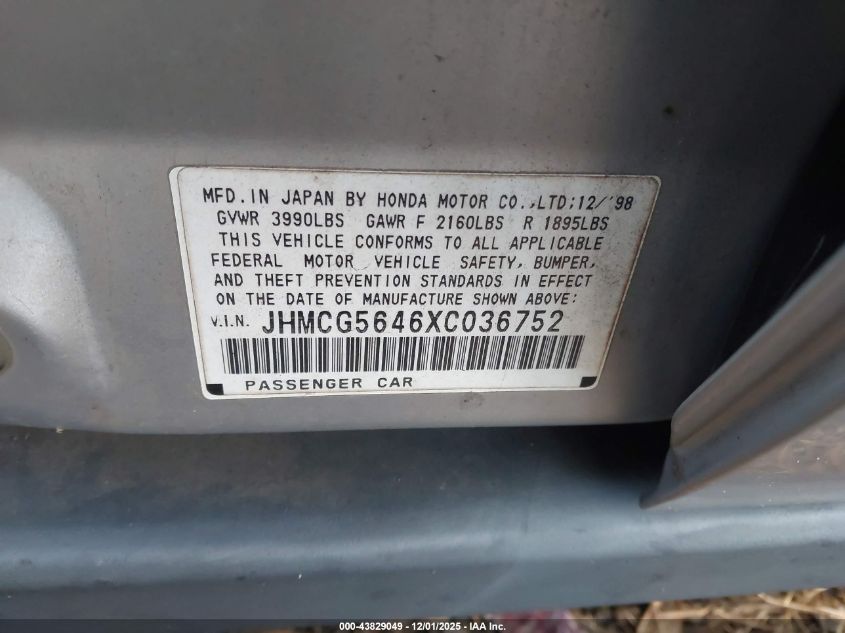 MFD. IN JAPAN BY HONDA MOTOR CO.,LTD:12/'98
GVWR 3990LBS GAWR F 2160LBS R 1895LBS
THIS VEHICLE CONFORMS TO ALL APPLICABLE
FEDERAL MOTOR VEHICLE SAFETY, BUMPER,
AND THEFT PREVENTION STANDARDS IN EFFECT
ON THE DATE OF MANUFACTURE SHOWN ABOVE:
V.I.N. JHMCG5646XC036752
PASSENGER CAR
000-43829049 - 12/01/2025 - IAA Inc.